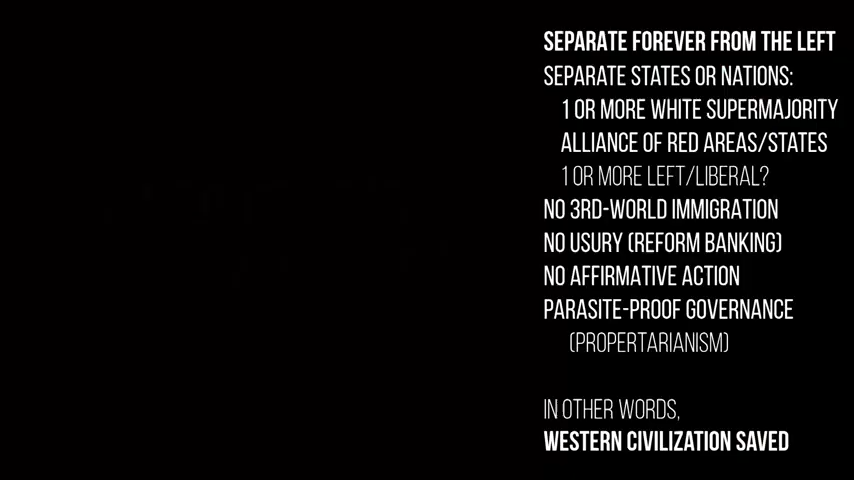 SEPARATE FOREVER FROM THE LEFT
SEPARATE STATES OR NATIONS:
1 OR MORE WHITE SUPERMAJORITY
ALLIANCE OF RED AREAS/STATES
1 OR MORE LEFT/LIBERAL?
NO 3RD-WORLD IMMIGRATION
NO USURY (REFORM BANKING)
NO AFFIRMATIVE ACTION
PARASITE-PROOF GOVERNANCE
(PROPERTARIANISM)
IN OTHER WORDS,
WESTERN CIVILIZATION SAVED